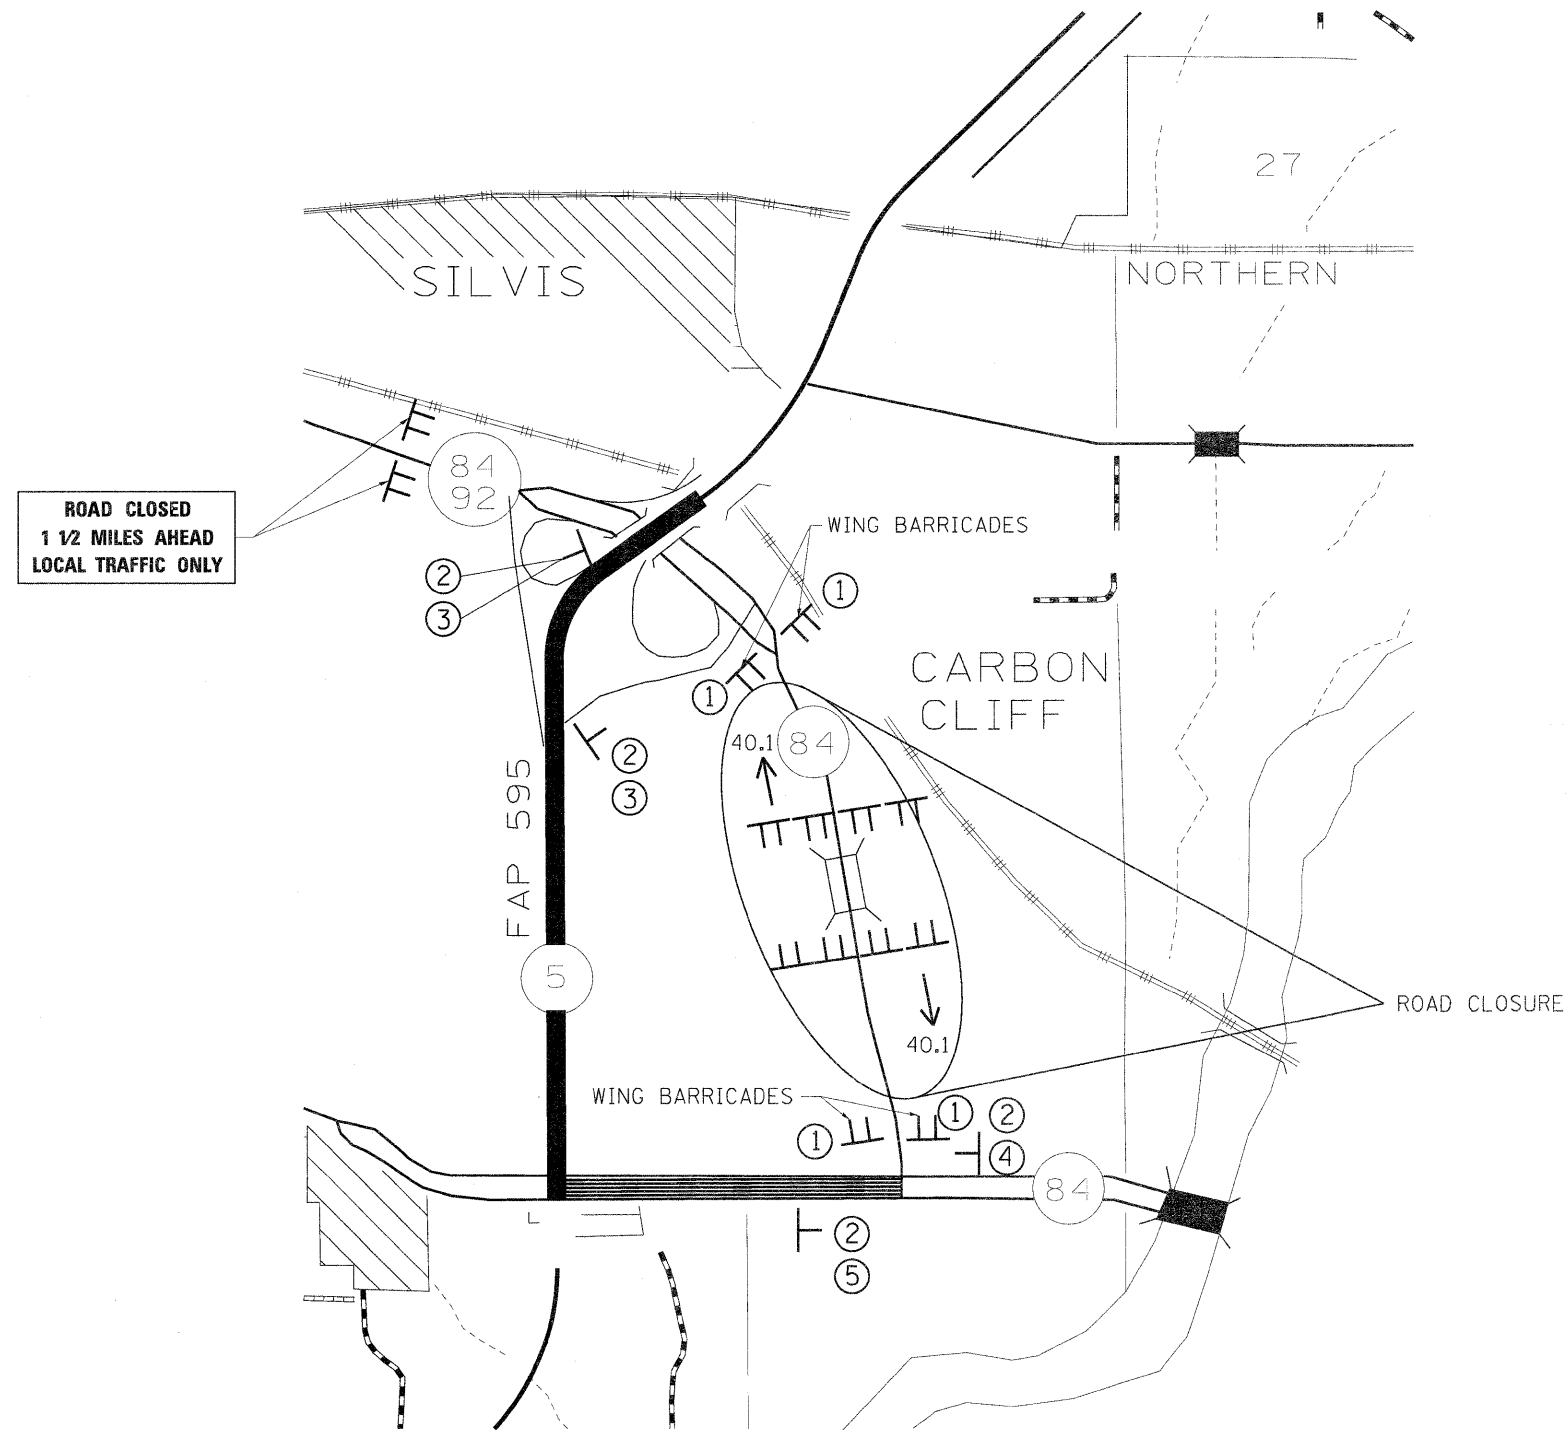 27
SILVIS
NORTHERN
84
92
ROAD CLOSED
1 1/2 MILES AHEAD
LOCAL TRAFFIC ONLY
WING BARRICADES
2
3
1
CARBON
CLIFF
1
84
40.1
2
3
FAP 595
5
ROAD CLOSURE
40.1
WING BARRICADES
1
1
2
4
84
2
5